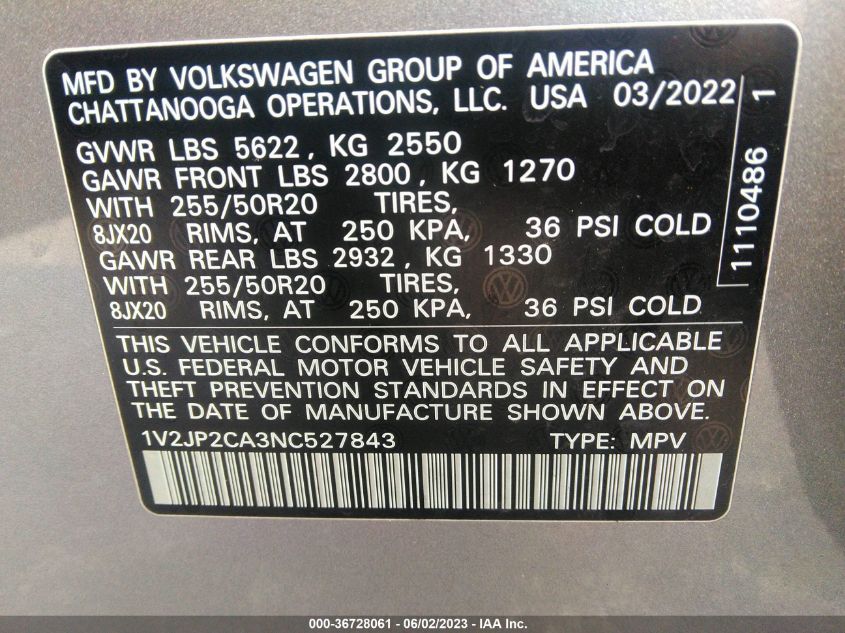 MFD BY VOLKSWAGEN GROUP OF AMERICA
CHATTANOOGA OPERATIONS, LLC. USA 03/2022
GVWR LBS 5622, KG 2550
GAWR FRONT LBS 2800, KG 1270
WITH 255/50R20 TIRES,
8JX20 RIMS, AT 250 KPA, 36 PSI COLD
GAWR REAR LBS 2932, KG 1330
WITH 255/50R20 TIRES,
8JX20 RIMS, AT 250 KPA, 36 PSI COLD
THIS VEHICLE CONFORMS TO ALL APPLICABLE
U.S. FEDERAL MOTOR VEHICLE SAFETY AND
THEFT PREVENTION STANDARDS IN EFFECT ON
THE DATE OF MANUFACTURE SHOWN ABOVE.
1V2JP2CA3NC527843 TYPE: MPV
1110486 1
000-36728061 - 06/02/2023 - IAA Inc.